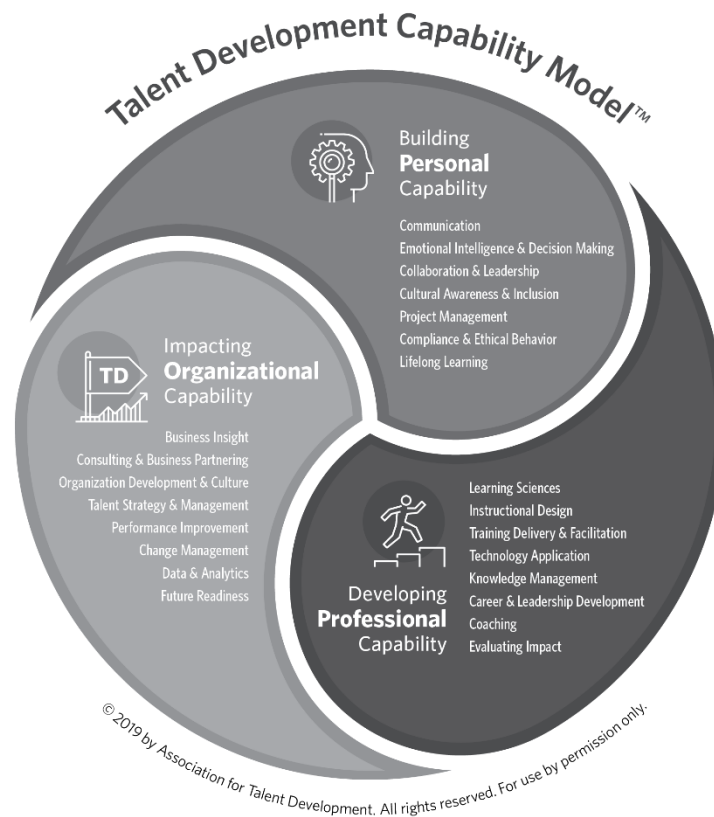 Talent Development Capability Model™
Building
Personal
Capability
Communication
Emotional Intelligence & Decision Making
Collaboration & Leadership
Cultural Awareness & Inclusion
Project Management
Compliance & Ethical Behavior
Lifelong Learning
TD
Impacting
Organizational
Capability
Business Insight
Consulting & Business Partnering
Organization Development & Culture
Talent Strategy & Management
Performance Improvement
Change Management
Data & Analytics
Future Readiness
Developing
Professional
Capability
Learning Sciences
Instructional Design
Training Delivery & Facilitation
Technology Application
Knowledge Management
Career & Leadership Development
Coaching
Evaluating Impact
© 2019 by Association for Talent Development. All rights reserved. For use by permission only.